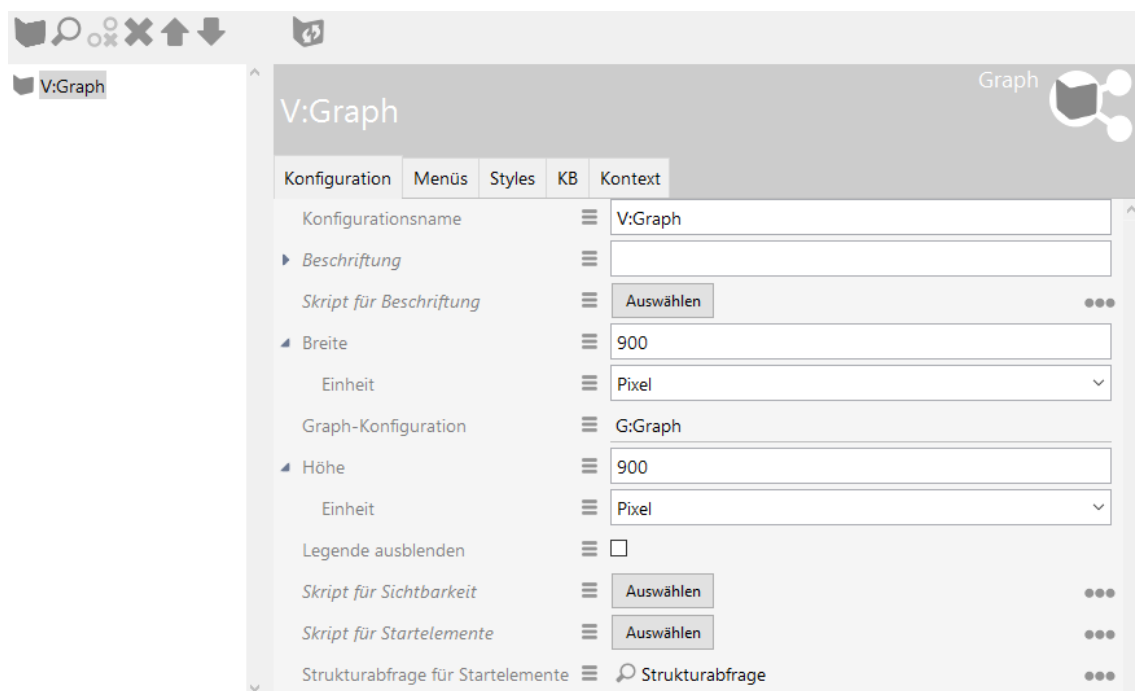 V:Graph
Graph
V:Graph
Konfiguration Menüs Styles KB Kontext
Konfigurationsname V:Graph
Beschriftung
Skript für Beschriftung Auswählen
Breite 900
Einheit Pixel
Graph-Konfiguration G:Graph
Höhe 900
Einheit Pixel
Legende ausblenden
Skript für Sichtbarkeit Auswählen
Skript für Startelemente Auswählen
Strukturabfrage für Startelemente Strukturabfrage